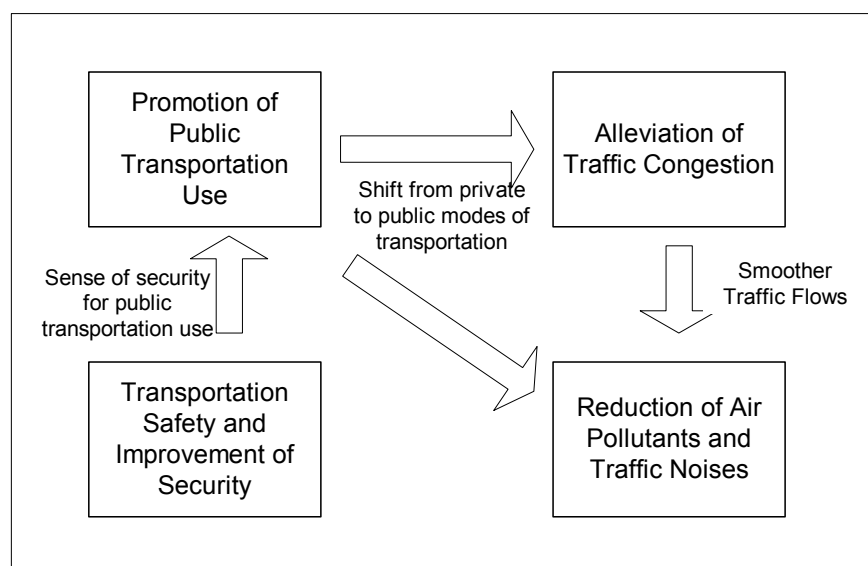 Promotion of
Public
Transportation
Use
Alleviation of
Traffic Congestion
Shift from private
to public modes of
transportation
Sense of security
for public
transportation use
Smoother
Traffic Flows
Transportation
Safety and
Improvement of
Security
Reduction of Air
Pollutants and
Traffic Noises